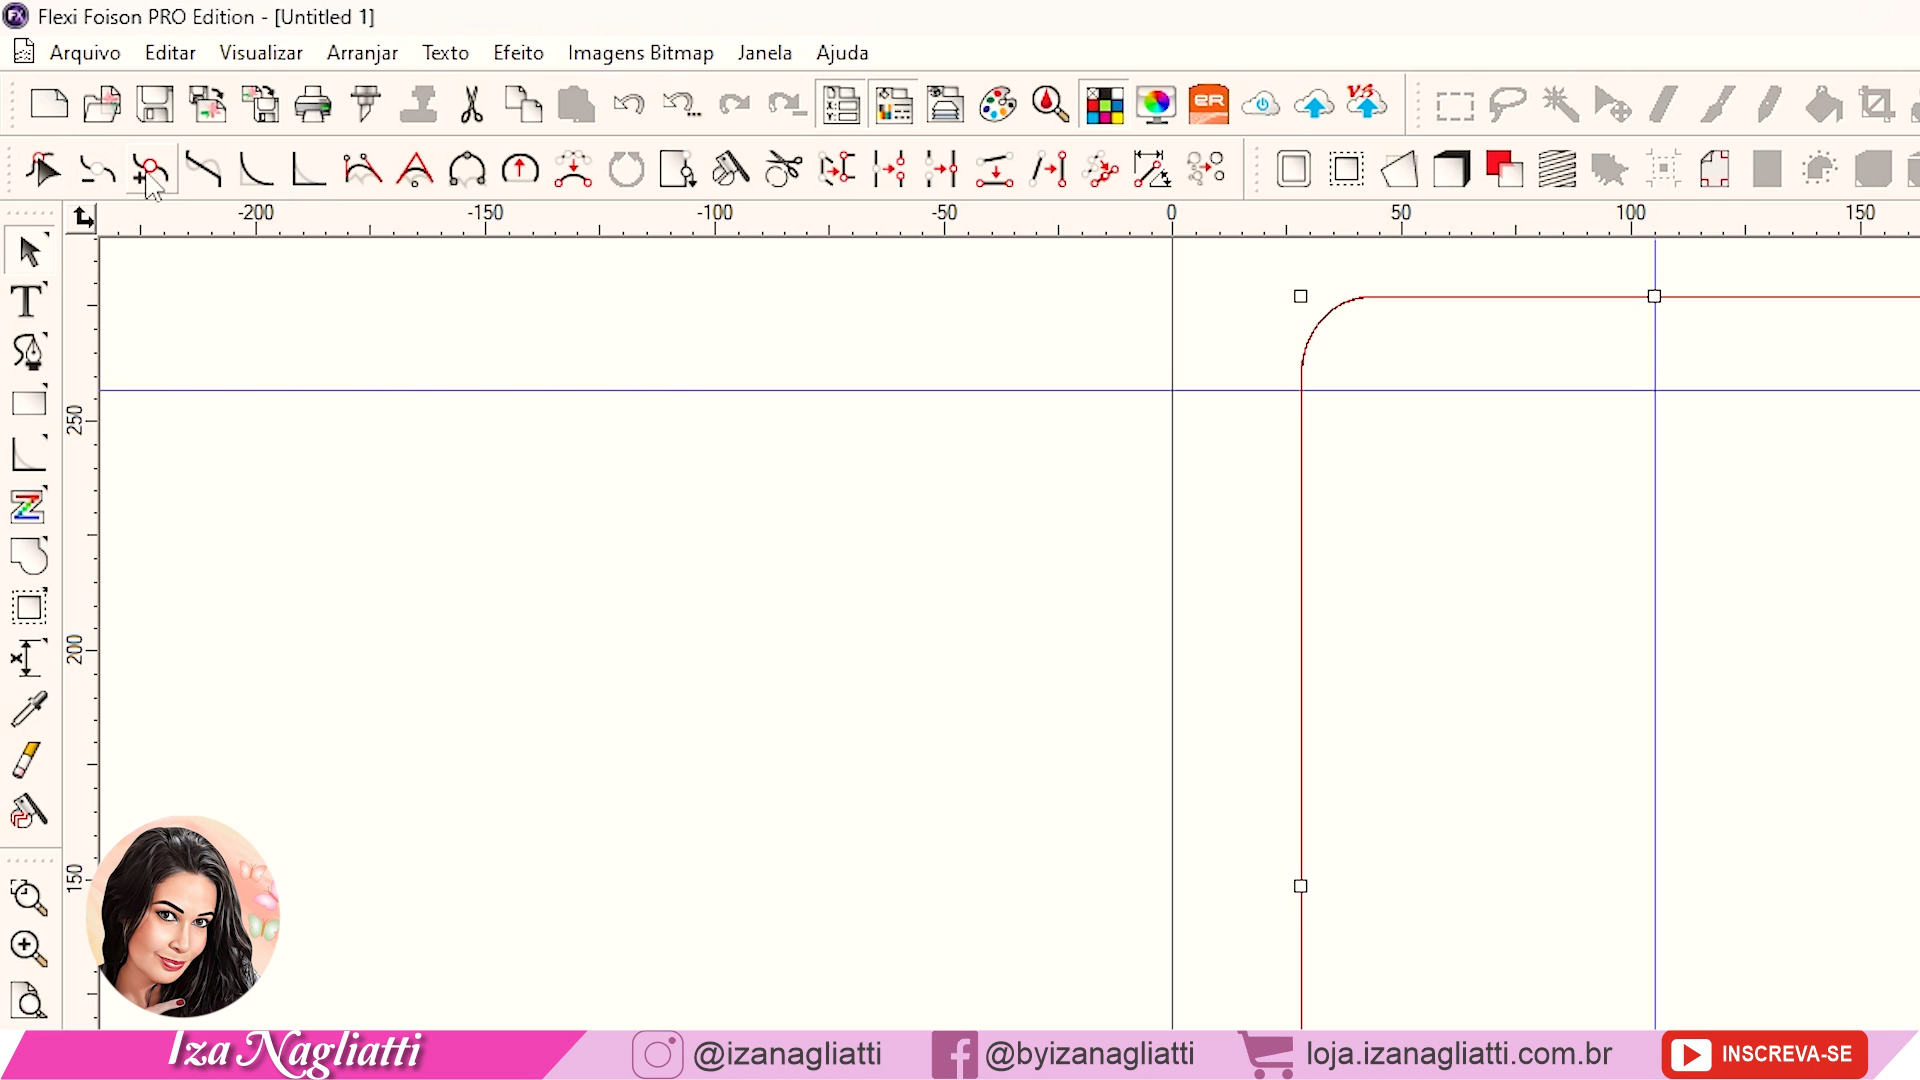 FX Flexi Foison PRO Edition - [Untitled 1]
Arquivo Editar Visualizar Arranjar Texto Efeito Imagens Bitmap Janela Ajuda
X:
Y:
eR
VS
-200 -150 -100 -50 0 50 100 150
T
250
200
x
150
Iza Nagliatti
@izanagliatti
@byizanagliatti
loja.izanagliatti.com.br
INSCREVA-SE